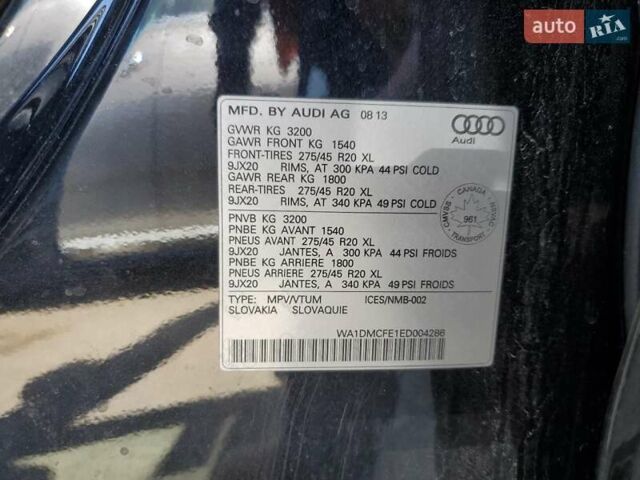 auto RIA.com
MFD. BY AUDI AG 08 13
GVWR KG 3200
GAWR FRONT KG 1540
FRONT-TIRES 275/45 R20 XL
9JX20 RIMS, AT 300 KPA 44 PSI COLD
GAWR REAR KG 1800
REAR-TIRES 275/45 R20 XL
9JX20 RIMS, AT 340 KPA 49 PSI COLD
Audi
CANADA
CMVSS NSVAC
961
TRANSPORT
PNVB KG 3200
PNBE KG AVANT 1540
PNEUS AVANT 275/45 R20 XL
9JX20 JANTES, A 300 KPA 44 PSI FROIDS
PNBE KG ARRIERE 1800
PNEUS ARRIERE 275/45 R20 XL
9JX20 JANTES, A 340 KPA 49 PSI FROIDS
TYPE: MPV/VTUM ICES/NMB-002
SLOVAKIA SLOVAQUIE
WA1DMCFE1ED004286